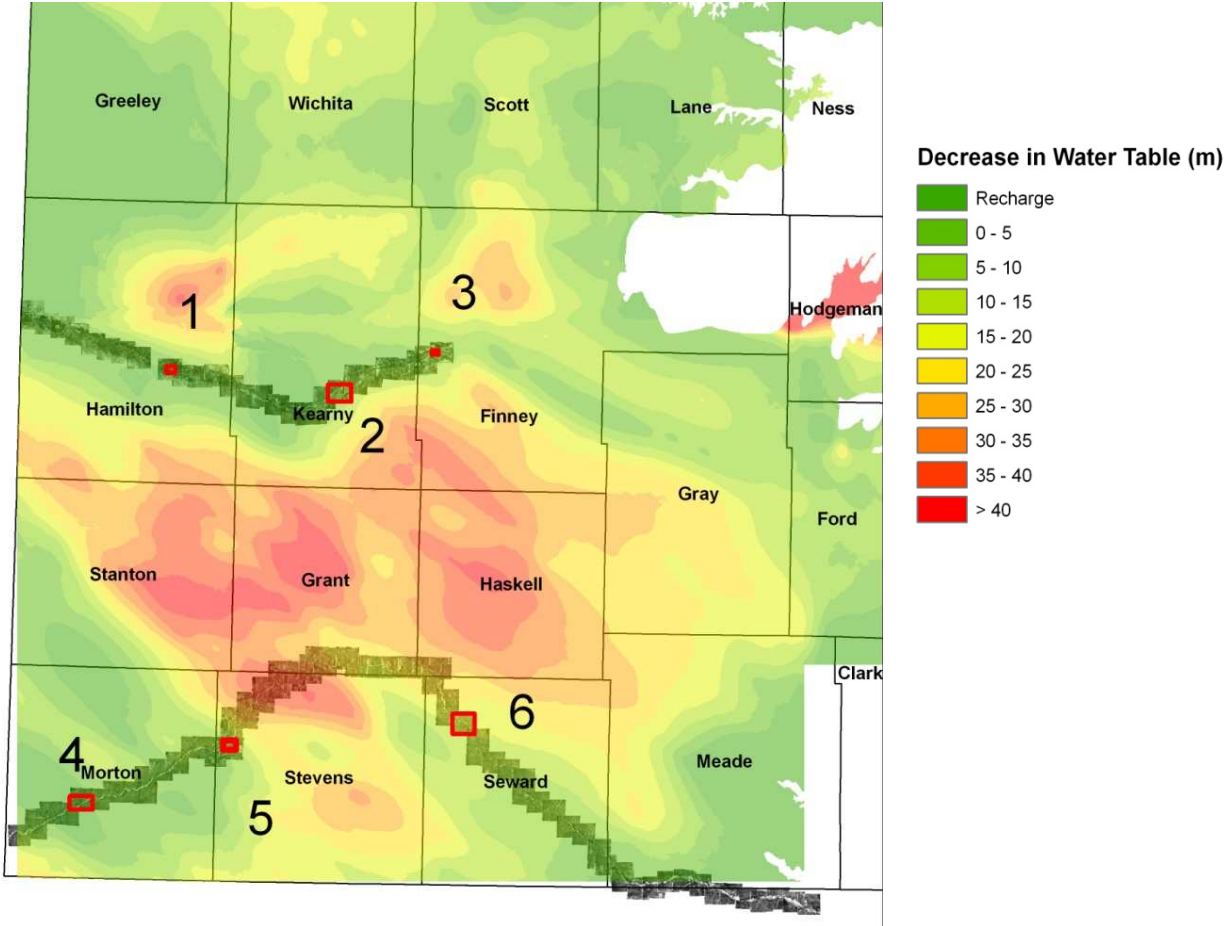 Greeley
Wichita
Scott
Lane
Ness
Decrease in Water Table (m)
Recharge
0 - 5
5 - 10
10 - 15
15 - 20
20 - 25
25 - 30
30 - 35
35 - 40
> 40
1
3
Hodgeman
Hamilton
Kearny
2
Finney
Gray
Ford
Stanton
Grant
Haskell
Clark
4
Morton
5
Stevens
6
Seward
Meade